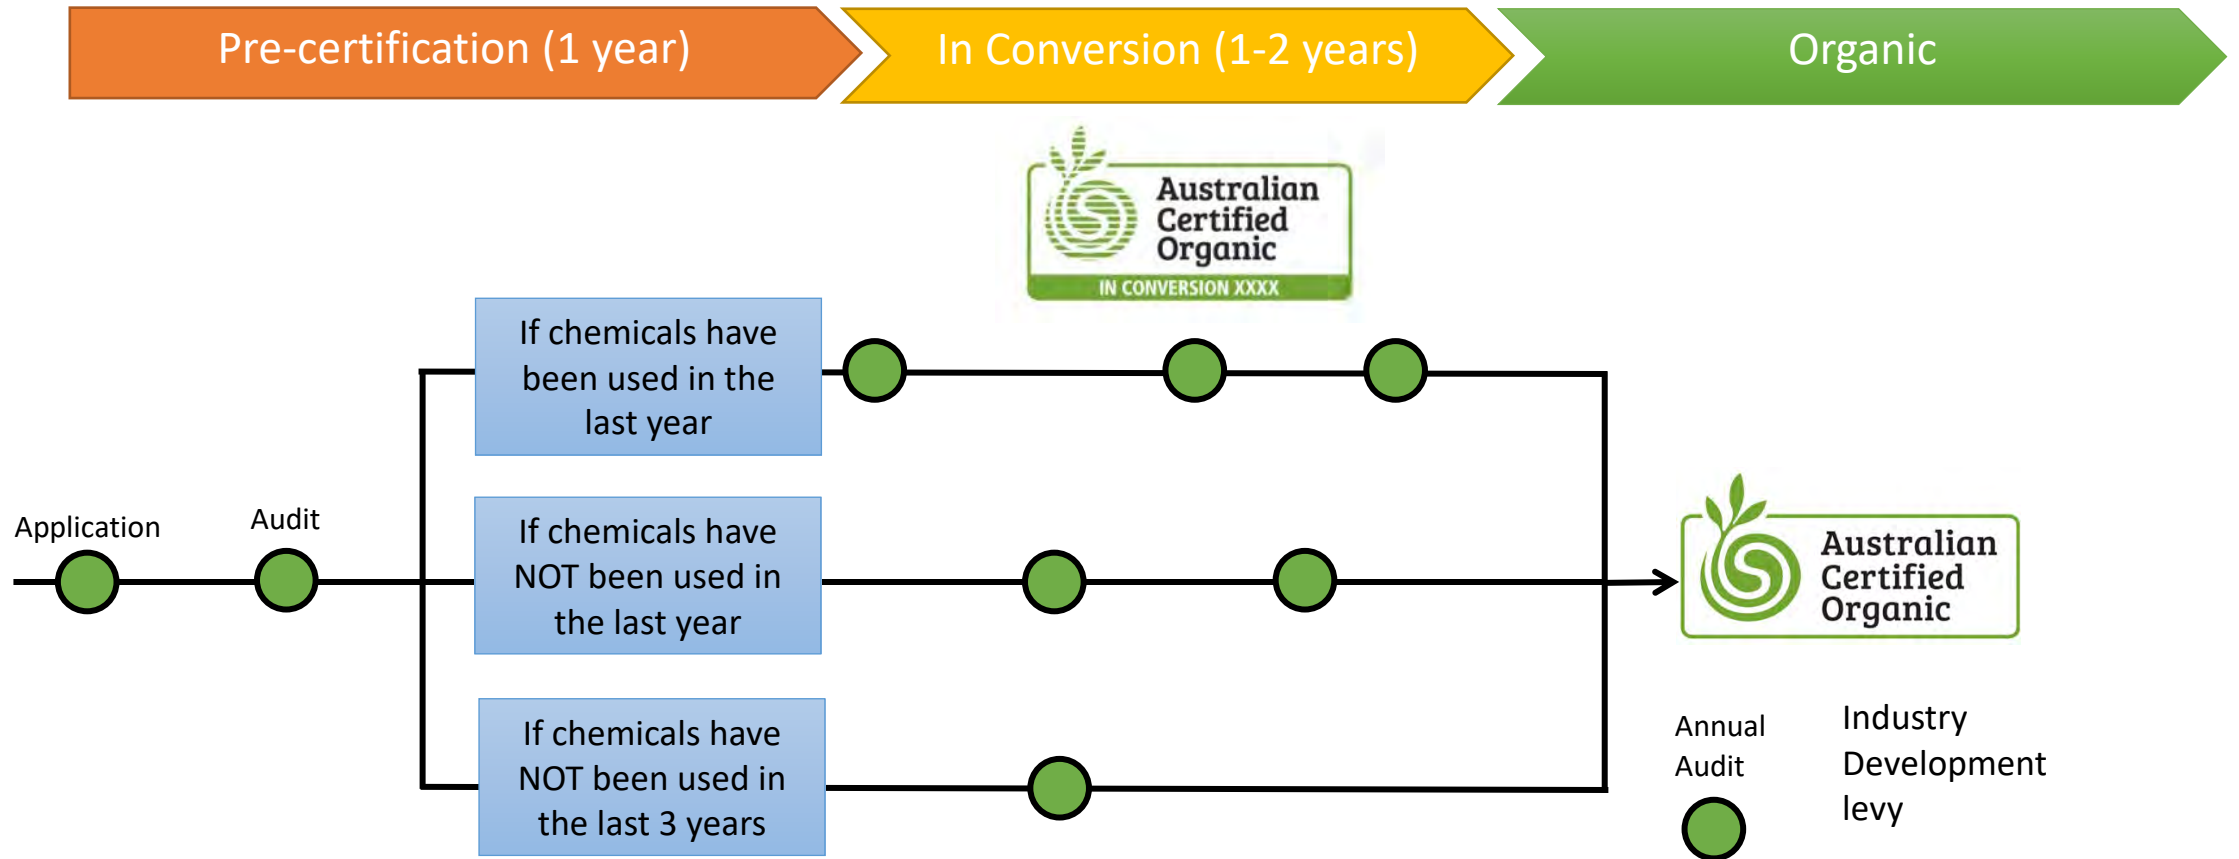 Pre-certification (1 year)
In Conversion (1-2 years)
Organic
Australian
Certified
Organic
IN CONVERSION XXXX
If chemicals have
been used in the
last year
Application
Audit
If chemicals have
NOT been used in
the last year
If chemicals have
NOT been used in
the last 3 years
Australian
Certified
Organic
Annual
Audit
Industry
Development
levy